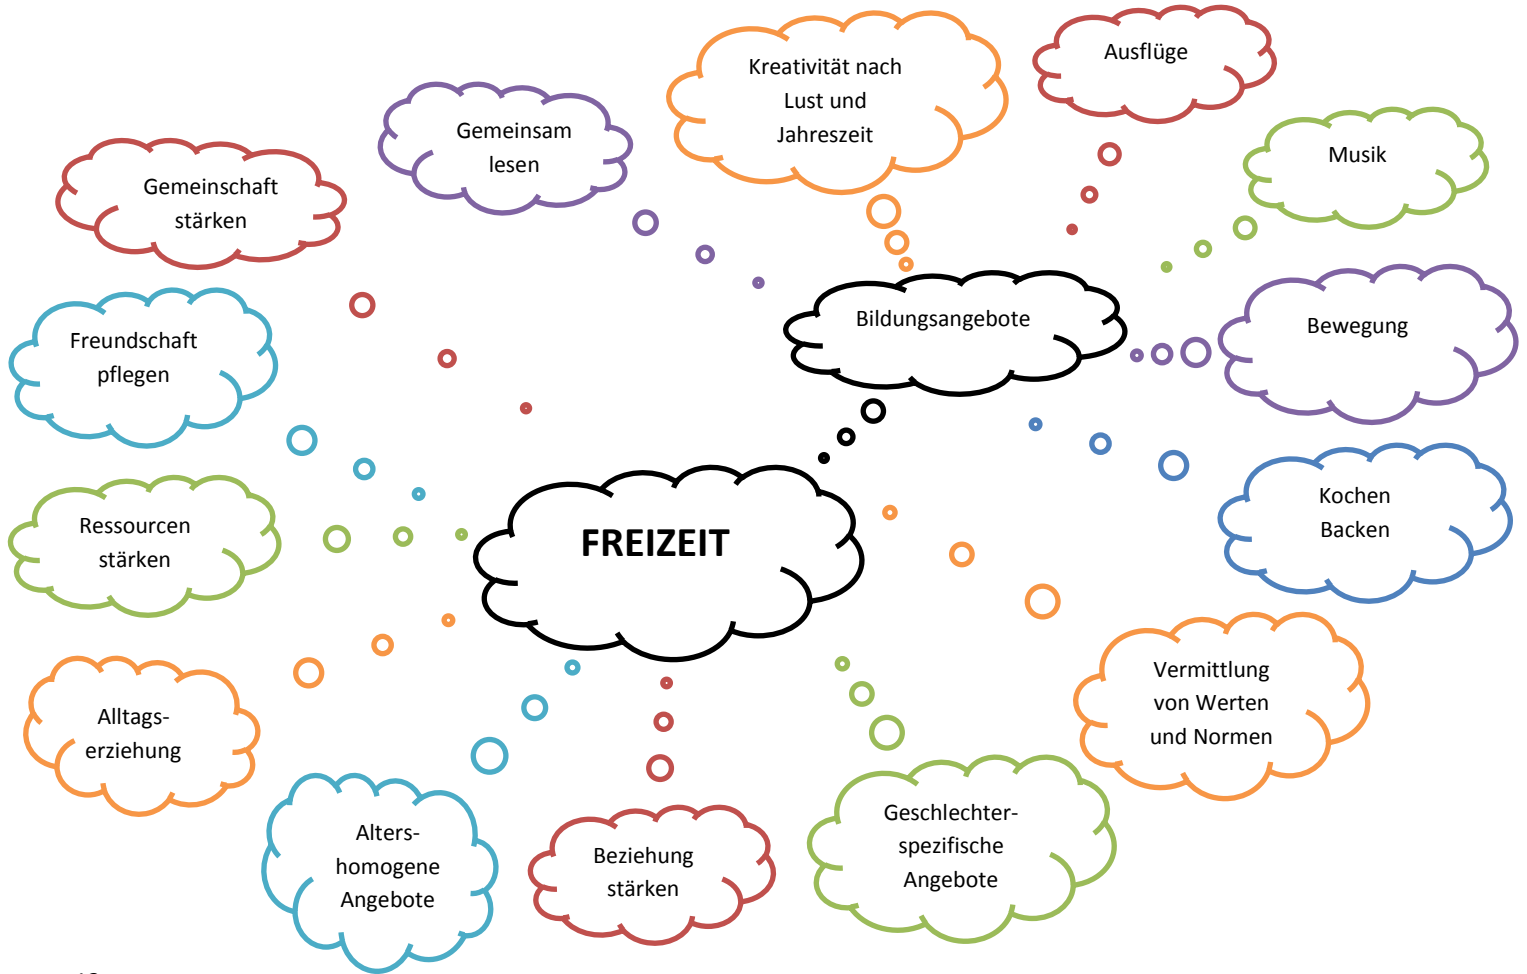 Kreativität nach
Lust und
Jahreszeit
Ausflüge
Gemeinsam
lesen
Musik
Gemeinschaft
stärken
Bildungsangebote
Bewegung
Freundschaft
pflegen
Kochen
Backen
Ressourcen
stärken
FREIZEIT
Vermittlung
von Werten
und Normen
Alltags-
erziehung
Alters-
homogene
Angebote
Beziehung
stärken
Geschlechter-
spezifische
Angebote